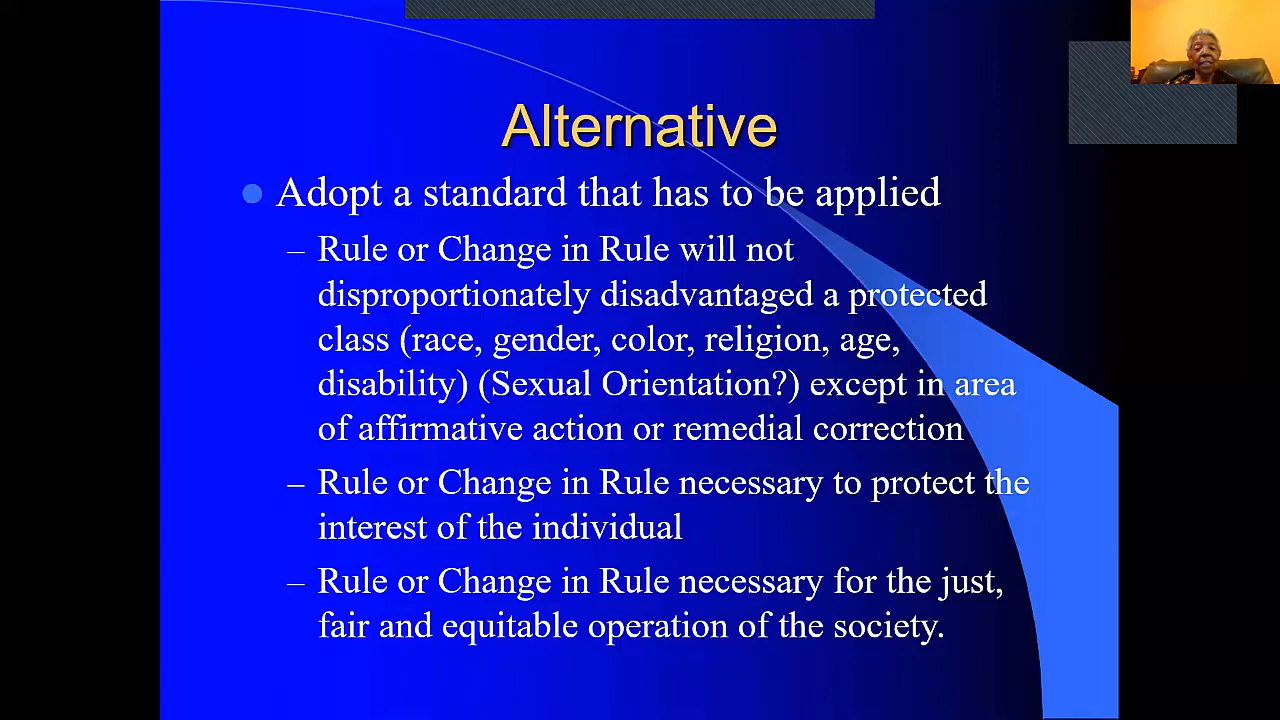 Alternative
Adopt a standard that has to be applied
– Rule or Change in Rule will not
disproportionately disadvantaged a protected
class (race, gender, color, religion, age,
disability) (Sexual Orientation?) except in area
of affirmative action or remedial correction
– Rule or Change in Rule necessary to protect the
interest of the individual
– Rule or Change in Rule necessary for the just,
fair and equitable operation of the society.